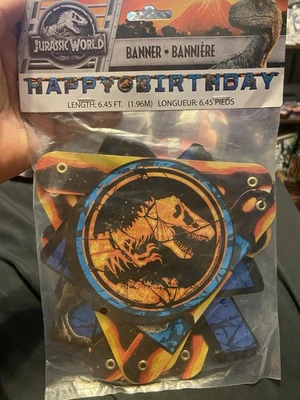 JURASSIC WORLD
BANNER • BANNIÈRE
HAPPY BIRTHDAY
LENGTH: 6.45 FT. (1.96M) LONGUEUR: 6.45 PIEDS